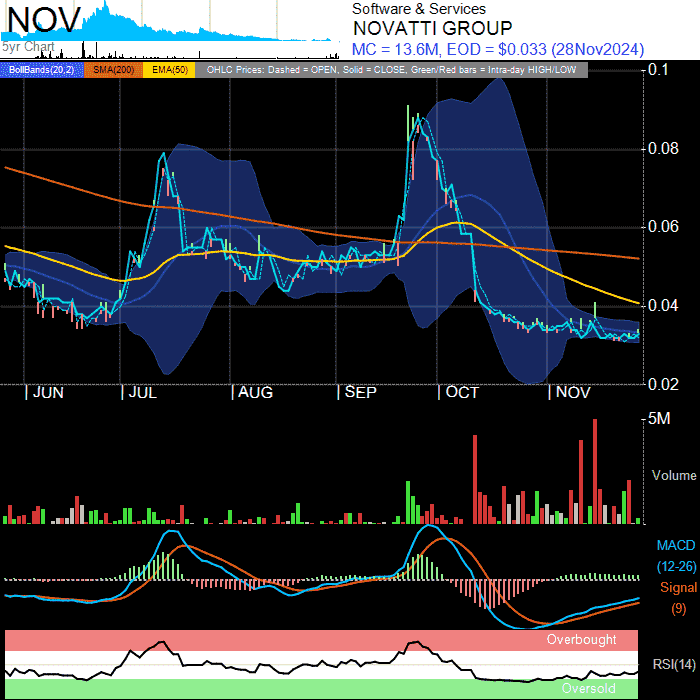 NOV
5yr Chart
Software & Services
NOVATTI GROUP
MC = 13.6M, EOD = $0.033 (28Nov2024)
BollBands(20,2) SMA(200) EMA(50) OHLC Prices: Dashed = OPEN, Solid = CLOSE, Green/Red bars = Intra-day HIGH/LOW
0.1
0.08
0.06
0.04
0.02
JUN JUL AUG SEP OCT NOV
5M
Volume
MACD
(12-26)
Signal
(9)
Overbought
RSI(14)
Oversold